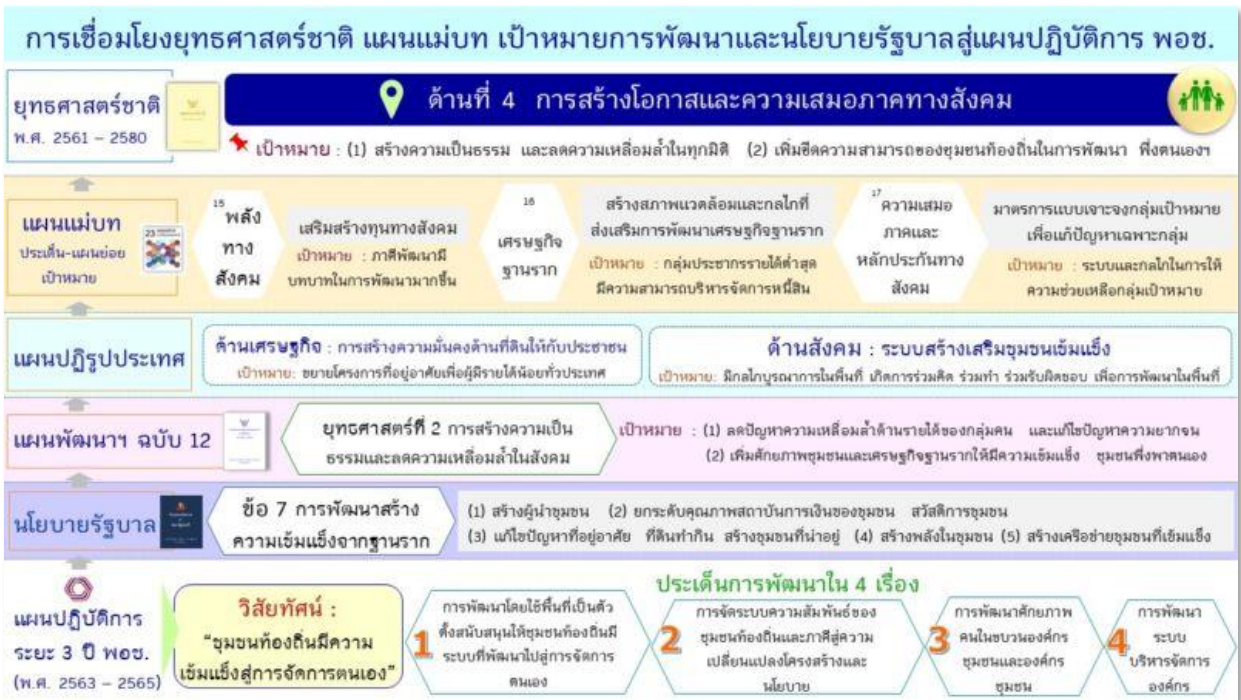 การเชื่อมโยงยุทธศาสตร์ชาติ แผนแม่บท เป้าหมายการพัฒนาและนโยบายรัฐบาลสู่แผนปฏิบัติการ พอช.
ยุทธศาสตร์ชาติ
พ.ศ. 2561 – 2580
ด้านที่ 4 การสร้างโอกาสและความเสมอภาคทางสังคม
เป้าหมาย : (1) สร้างความเป็นธรรม และลดความเหลื่อมล้ำในทุกมิติ (2) เพิ่มขีดความสามารถของชุมชนท้องถิ่นในการพัฒนา พึ่งตนเองฯ
แผนแม่บท
ประเด็น-แผนย่อย
เป้าหมาย
23
15
พลัง
ทาง
สังคม
เสริมสร้างทุนทางสังคม
เป้าหมาย : ภาคีพัฒนามี
บทบาทในการพัฒนามากขึ้น
16
เศรษฐกิจ
ฐานราก
สร้างสภาพแวดล้อมและกลไกที่
ส่งเสริมการพัฒนาเศรษฐกิจฐานราก
เป้าหมาย : กลุ่มประชากรรายได้ต่ำสุด
มีความสามารถบริหารจัดการหนี้สิน
17
ความเสมอ
ภาคและ
หลักประกันทาง
สังคม
มาตรการแบบเจาะจงกลุ่มเป้าหมาย
เพื่อแก้ปัญหาเฉพาะกลุ่ม
เป้าหมาย : ระบบและกลไกในการให้
ความช่วยเหลือกลุ่มเป้าหมาย
แผนปฏิรูปประเทศ
ด้านเศรษฐกิจ : การสร้างความมั่นคงด้านที่ดินให้กับประชาชน
เป้าหมาย: ขยายโครงการที่อยู่อาศัยเพื่อผู้มีรายได้น้อยทั่วประเทศ
ด้านสังคม : ระบบสร้างเสริมชุมชนเข้มแข็ง
เป้าหมาย: มีกลไกบูรณาการในพื้นที่ เกิดการร่วมคิด ร่วมทำ ร่วมรับผิดชอบ เพื่อการพัฒนาในพื้นที่
แผนพัฒนาฯ ฉบับ 12
ยุทธศาสตร์ที่ 2 การสร้างความเป็น
ธรรมและลดความเหลื่อมล้ำในสังคม
เป้าหมาย : (1) ลดปัญหาความเหลื่อมล้ำด้านรายได้ของกลุ่มคน และแก้ไขปัญหาความยากจน
(2) เพิ่มศักยภาพชุมชนและเศรษฐกิจฐานรากให้มีความเข้มแข็ง ชุมชนพึ่งพาตนเอง
นโยบายรัฐบาล
ข้อ 7 การพัฒนาสร้าง
ความเข้มแข็งจากฐานราก
(1) สร้างผู้นำชุมชน (2) ยกระดับคุณภาพสถาบันการเงินของชุมชน สวัสดิการชุมชน
(3) แก้ไขปัญหาที่อยู่อาศัย ที่ดินทำกิน สร้างชุมชนที่น่าอยู่ (4) สร้างพลังในชุมชน (5) สร้างเครือข่ายชุมชนที่เข้มแข็ง
แผนปฏิบัติการ
ระยะ 3 ปี พอช.
(พ.ศ. 2563 – 2565)
วิสัยทัศน์ :
“ชุมชนท้องถิ่นมีความ
เข้มแข็งสู่การจัดการตนเอง”
ประเด็นการพัฒนาใน 4 เรื่อง
1
การพัฒนาโดยใช้พื้นที่เป็นตัว
ตั้งสนับสนุนให้ชุมชนท้องถิ่นมี
ระบบที่พัฒนาไปสู่การจัดการ
ตนเอง
2
การจัดระบบความสัมพันธ์ของ
ชุมชนท้องถิ่นและภาคีสู่ความ
เปลี่ยนแปลงโครงสร้างและ
นโยบาย
3
การพัฒนาศักยภาพ
คนในขบวนองค์กร
ชุมชนและองค์กร
ชุมชน
4
การพัฒนา
ระบบ
บริหารจัดการ
องค์กร